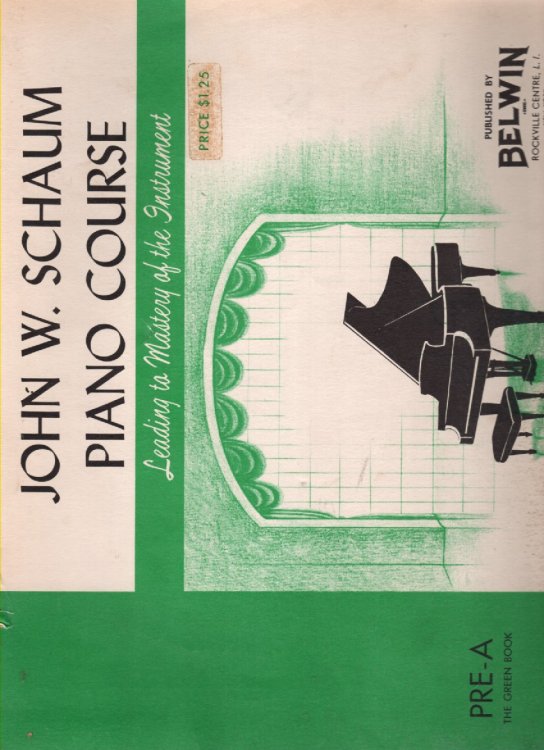 JOHN W. SCHAUM
PIANO COURSE
Leading to Mastery of the Instrument
PRICE $1.25
PRE-A
THE GREEN BOOK
PUBLISHED BY
BELWIN
INC.
ROCKVILLE CENTRE, L. I.